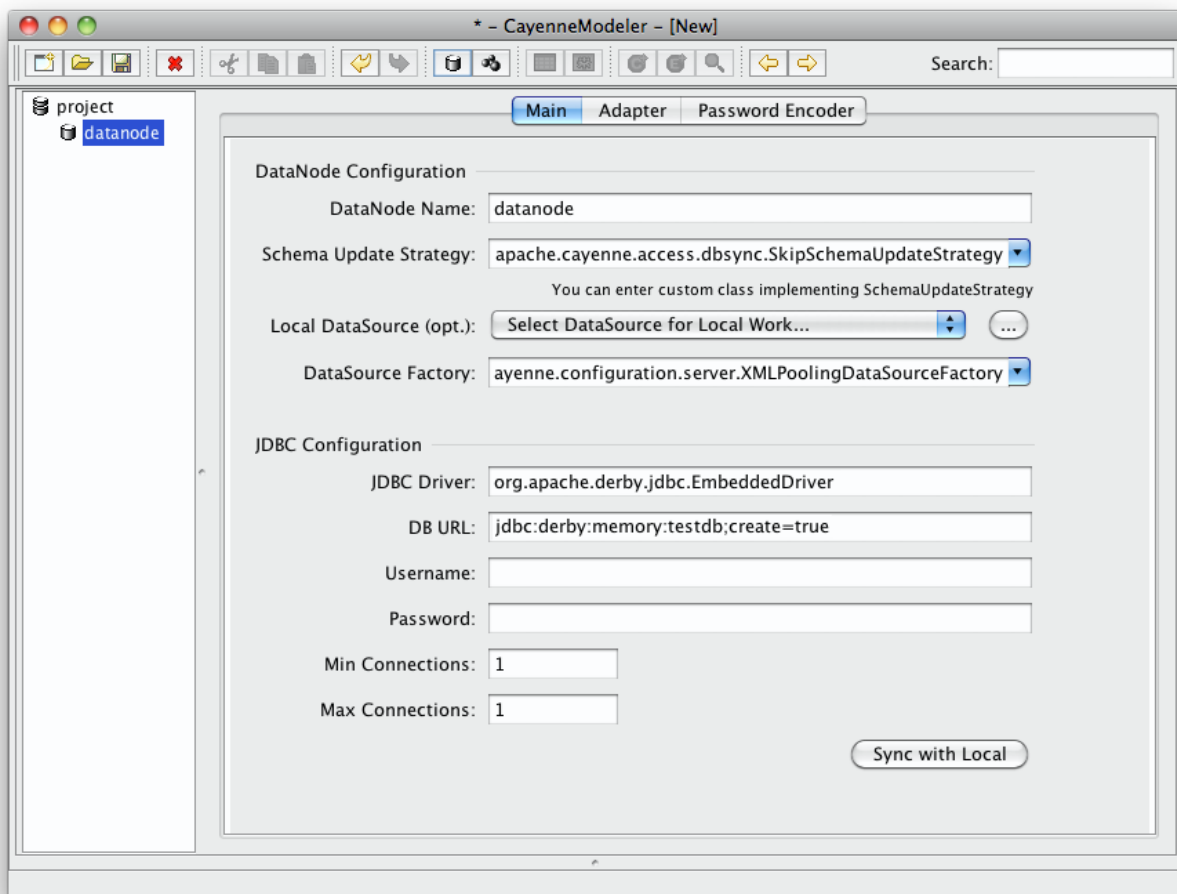 * – CayenneModeler – [New]
Search:
project
datanode
Main Adapter Password Encoder
DataNode Configuration
DataNode Name: datanode
Schema Update Strategy: apache.cayenne.access.dbsync.SkipSchemaUpdateStrategy
You can enter custom class implementing SchemaUpdateStrategy
Local DataSource (opt.): Select DataSource for Local Work... ...
DataSource Factory: ayenne.configuration.server.XMLPoolingDataSourceFactory
JDBC Configuration
JDBC Driver: org.apache.derby.jdbc.EmbeddedDriver
DB URL: jdbc:derby:memory:testdb;create=true
Username:
Password:
Min Connections: 1
Max Connections: 1
Sync with Local